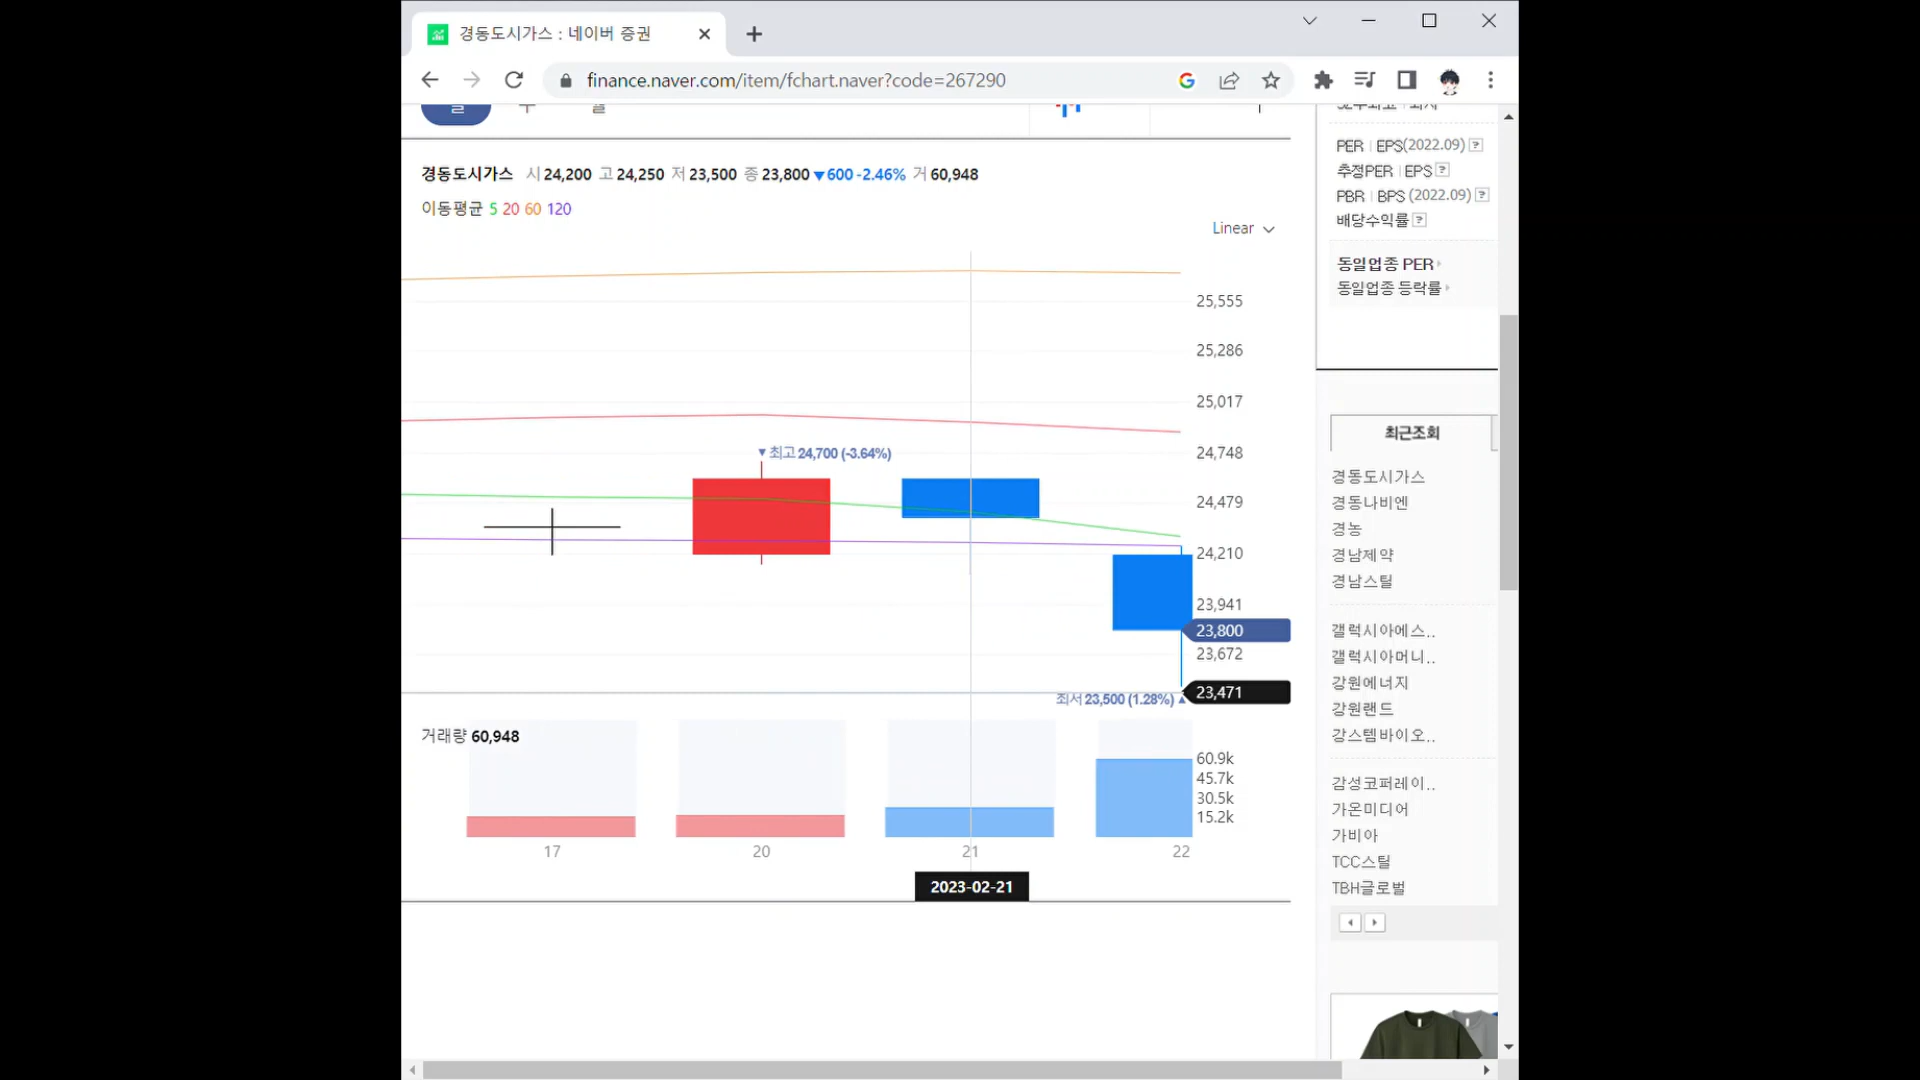 경동도시가스 : 네이버 증권
finance.naver.com/item/fchart.naver?code=267290
경동도시가스 시 24,200 고 24,250 저 23,500 종 23,800 ▼600 -2.46% 거 60,948
이동평균 5 20 60 120
Linear
25,555
25,286
25,017
24,748
24,479
24,210
23,941
23,800
23,672
23,471
▼최고 24,700 (-3.64%)
최저 23,500 (1.28%) ▲
거래량 60,948
60.9k
45.7k
30.5k
15.2k
17 20 21 22
2023-02-21
PER | EPS(2022.09) ?
추정PER | EPS ?
PBR | BPS (2022.09) ?
배당수익률 ?
동일업종 PER
동일업종 등락률
최근조회
경동도시가스
경동나비엔
경농
경남제약
경남스틸
갤럭시아에스..
갤럭시아머니..
강원에너지
강원랜드
강스템바이오..
감성코퍼레이..
가온미디어
가비아
TCC스틸
TBH글로벌